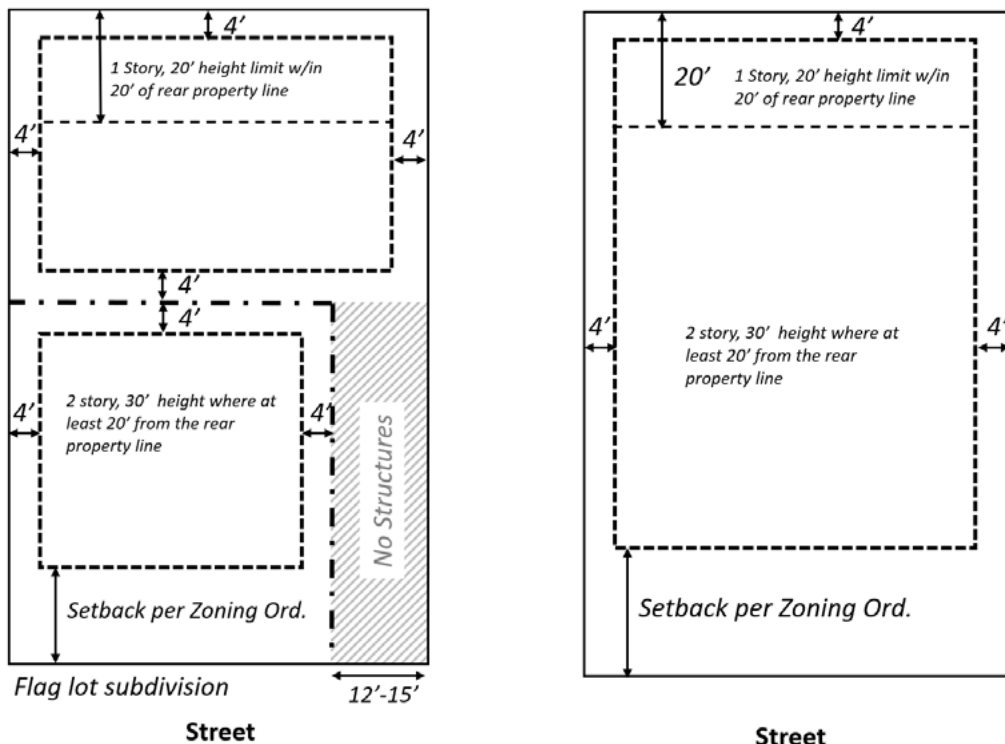 4'
1 Story, 20' height limit w/in
20' of rear property line
4'
4'
4'
4'
2 story, 30' height where at
least 20' from the rear
property line
4'
4'
No Structures
Setback per Zoning Ord.
Flag lot subdivision
12'-15'
Street
4'
20'
1 Story, 20' height limit w/in
20' of rear property line
4'
4'
2 story, 30' height where at
least 20' from the rear
property line
Setback per Zoning Ord.
Street